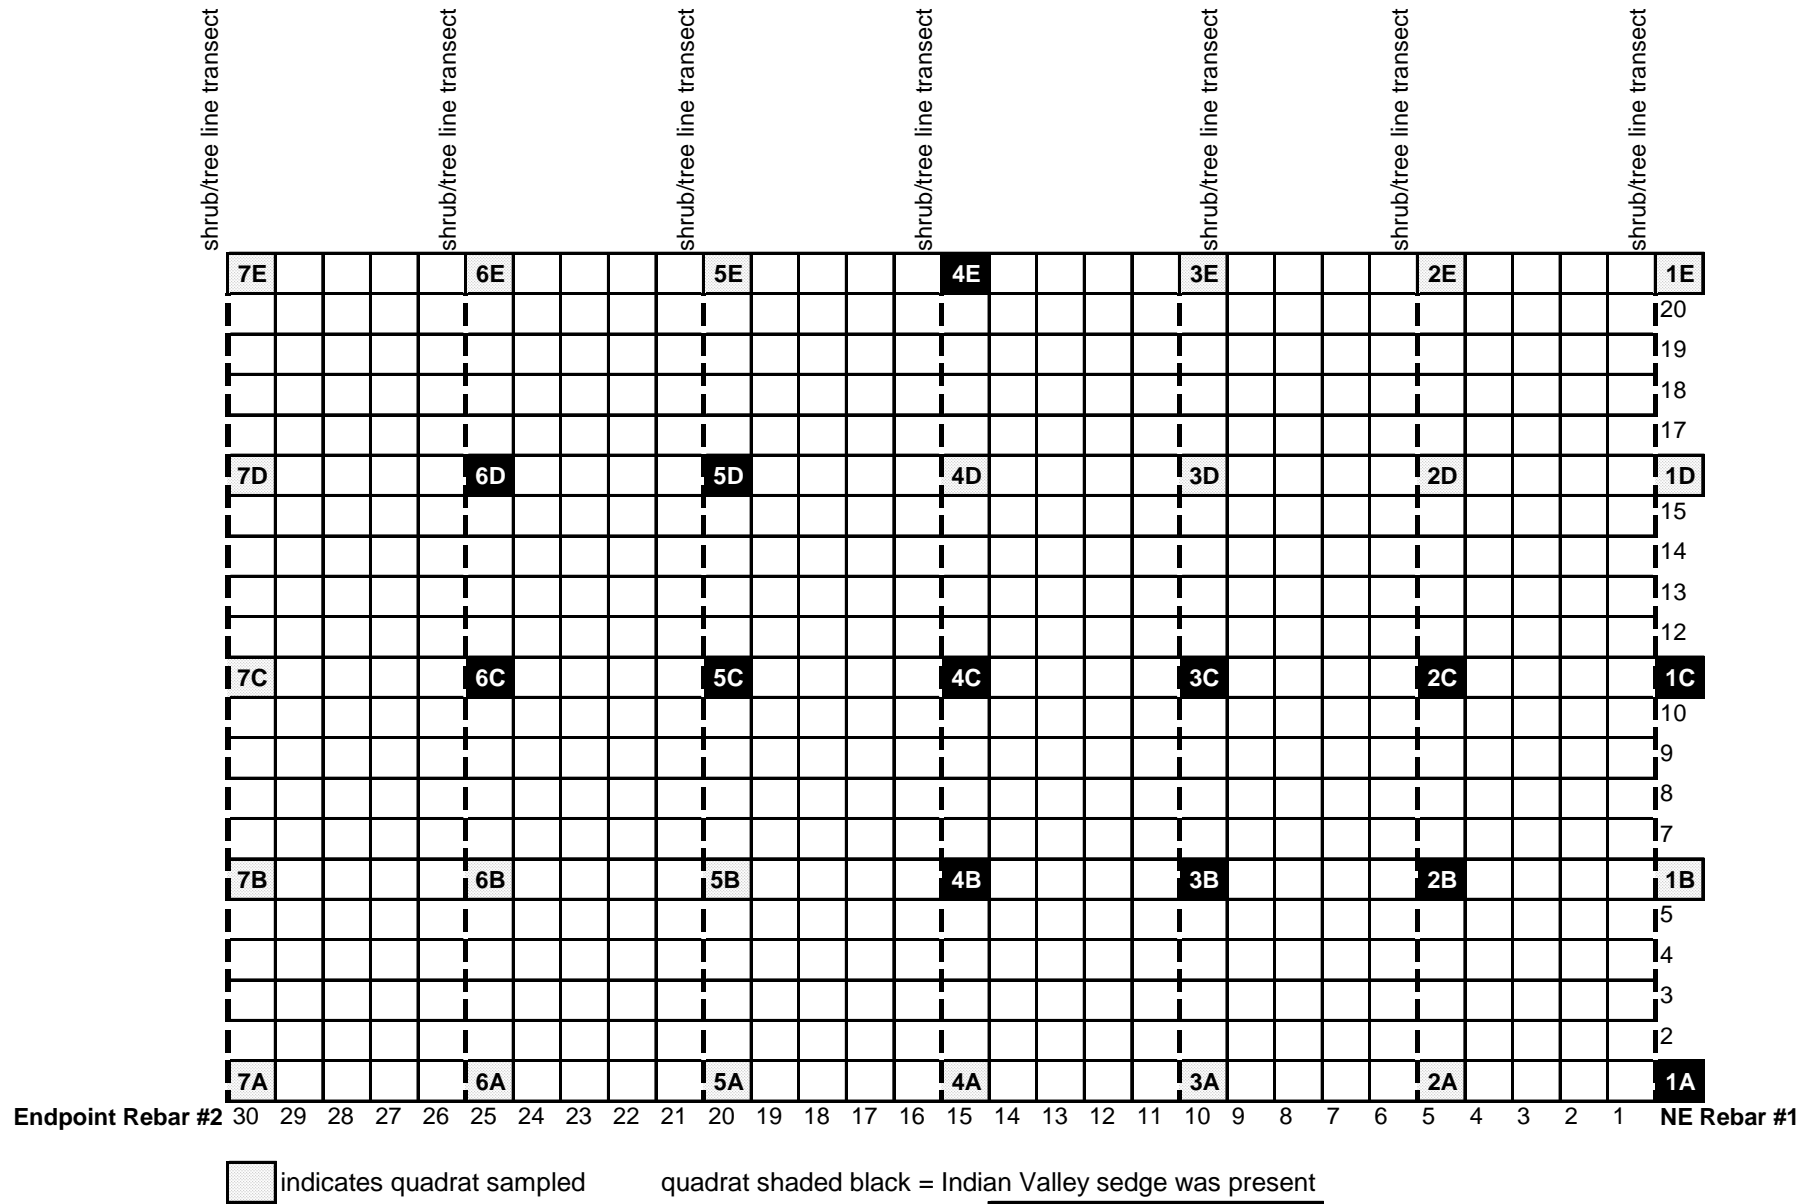 shrub/tree line transect
shrub/tree line transect
shrub/tree line transect
shrub/tree line transect
shrub/tree line transect
shrub/tree line transect
shrub/tree line transect
7E 6E 5E 4E 3E 2E 1E
20
19
18
17
7D 6D 5D 4D 3D 2D 1D
15
14
13
12
7C 6C 5C 4C 3C 2C 1C
10
9
8
7
7B 6B 5B 4B 3B 2B 1B
5
4
3
2
7A 6A 5A 4A 3A 2A 1A
Endpoint Rebar #2 30 29 28 27 26 25 24 23 22 21 20 19 18 17 16 15 14 13 12 11 10 9 8 7 6 5 4 3 2 1 NE Rebar #1
indicates quadrat sampled quadrat shaded black = Indian Valley sedge was present